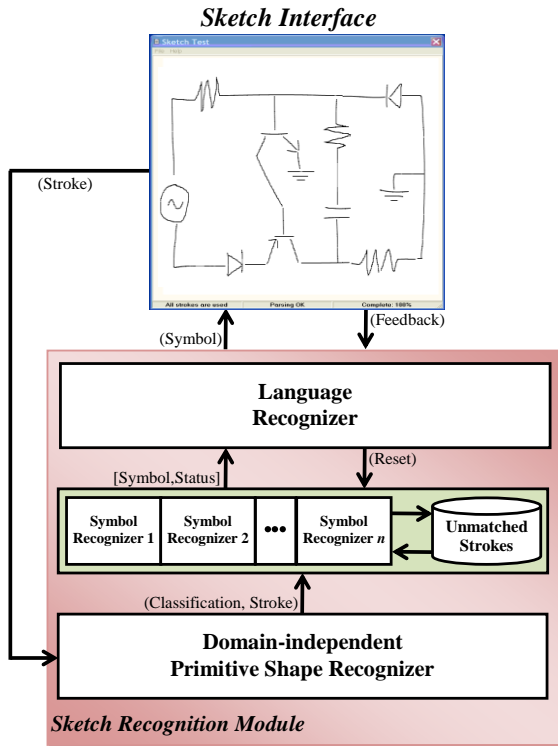 Sketch Interface
Sketch Test
File Help
(Stroke)
All strokes are used Parsing OK Complete: 100%
(Symbol) (Feedback)
Language
Recognizer
[Symbol,Status] (Reset)
Symbol
Recognizer 1
Symbol
Recognizer 2
•••
Symbol
Recognizer n
Unmatched
Strokes
(Classification, Stroke)
Domain-independent
Primitive Shape Recognizer
Sketch Recognition Module